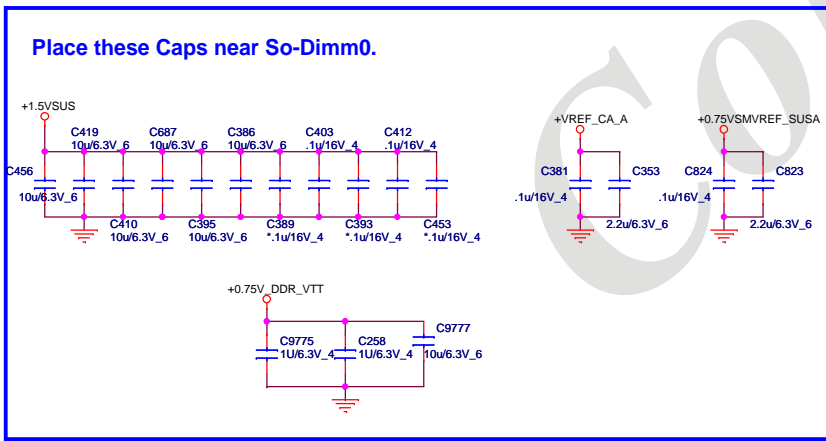 Place these Caps near So-Dimm0.
+1.5VSUS
C419
10u/6.3V_6
C687
10u/6.3V_6
C386
10u/6.3V_6
C403
.1u/16V_4
C412
.1u/16V_4
C456
10u/6.3V_6
C410
10u/6.3V_6
C395
10u/6.3V_6
C389
*.1u/16V_4
C393
*.1u/16V_4
C453
*.1u/16V_4
+VREF_CA_A
C381
.1u/16V_4
C353
2.2u/6.3V_6
+0.75VSMVREF_SUSA
C824
.1u/16V_4
C823
2.2u/6.3V_6
+0.75V_DDR_VTT
C9775
1U/6.3V_4
C258
1U/6.3V_4
C9777
10u/6.3V_6
Co